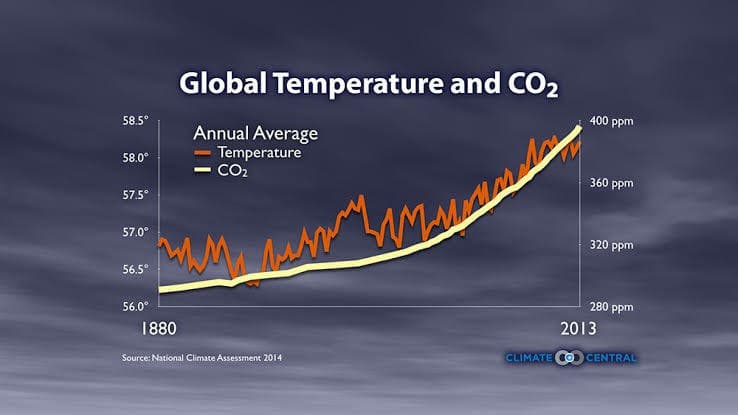 Global Temperature and CO₂
58.5°
58.0°
57.5°
57.0°
56.5°
56.0°
Annual Average
Temperature
CO₂
400 ppm
360 ppm
320 ppm
280 ppm
1880
2013
Source: National Climate Assessment 2014
CLIMATE CENTRAL